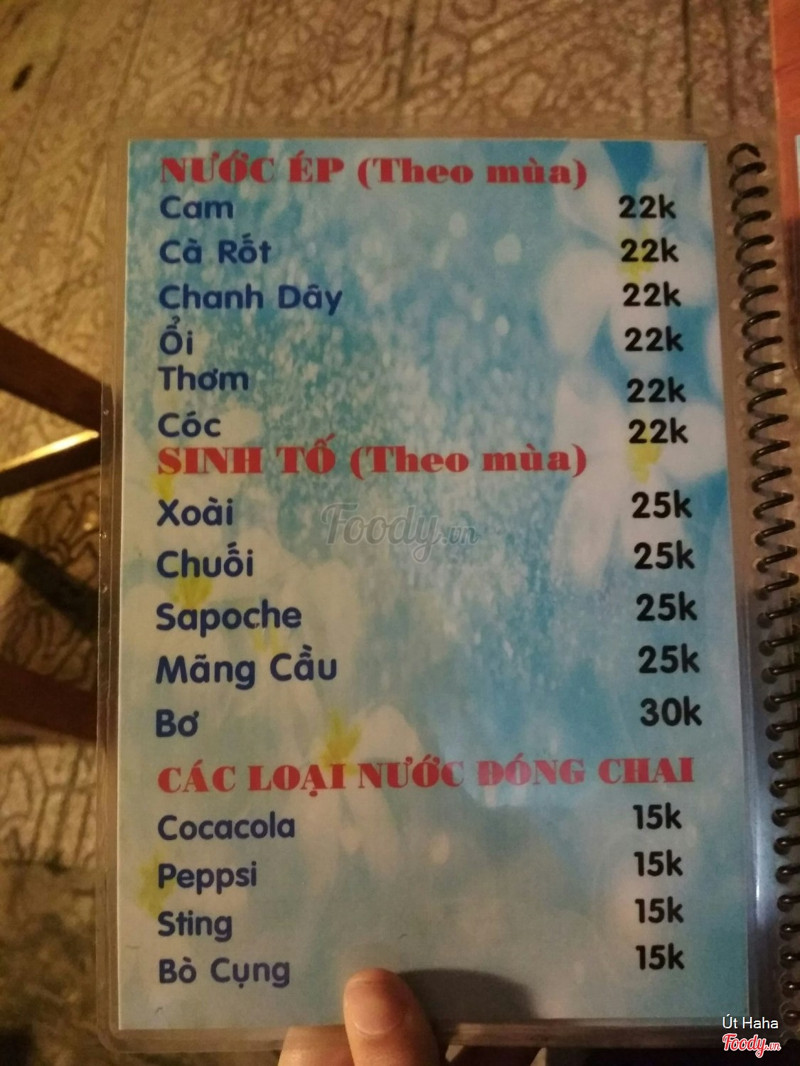 NƯỚC ÉP (Theo mùa)
Cam 22k
Cà Rốt 22k
Chanh Dây 22k
Ổi 22k
Thơm 22k
Cóc 22k
SINH TỐ (Theo mùa)
Xoài 25k
Foody.vn
Chuối 25k
Sapoche 25k
Mãng Cầu 25k
Bơ 30k
CÁC LOẠI NƯỚC ĐÓNG CHAI
Cocacola 15k
Peppsi 15k
Sting 15k
Bò Cụng 15k
Út Haha
Foody.vn